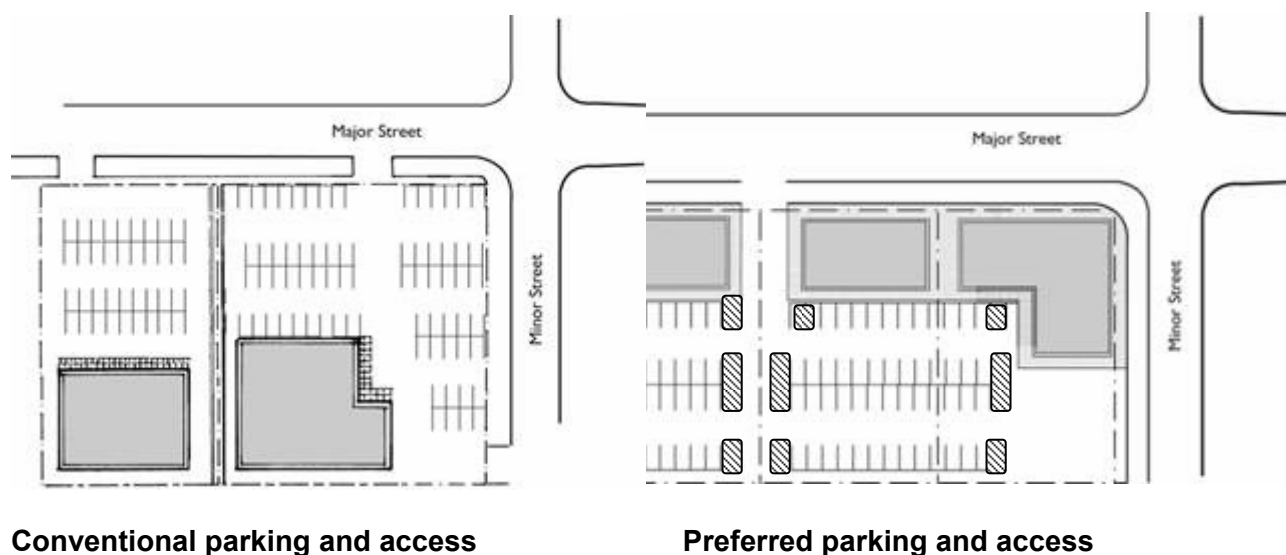 Major Street
Minor Street
Conventional parking and access
Major Street
Minor Street
Preferred parking and access